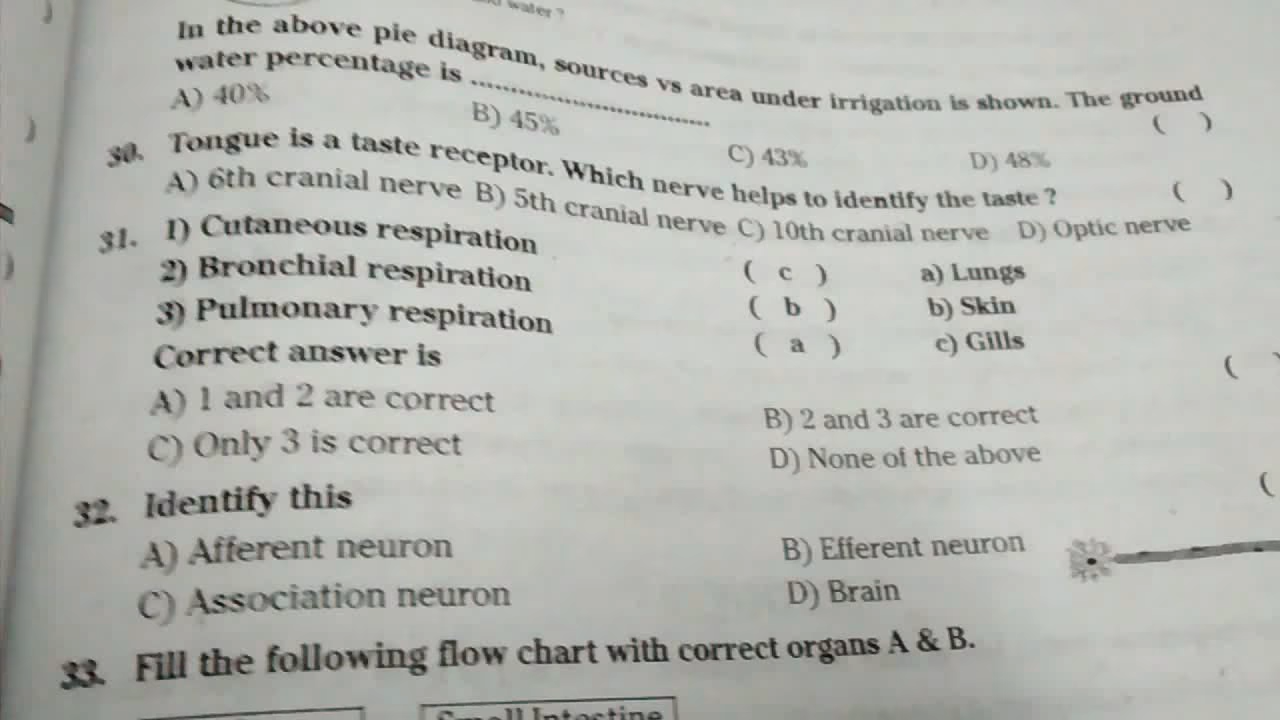 water ?
In the above pie diagram, sources vs area under irrigation is shown. The ground
water percentage is ............................. ( )
A) 40% B) 45% C) 43% D) 48%
30. Tongue is a taste receptor. Which nerve helps to identify the taste ? ( )
A) 6th cranial nerve B) 5th cranial nerve C) 10th cranial nerve D) Optic nerve
31. 1) Cutaneous respiration ( c ) a) Lungs
2) Bronchial respiration ( b ) b) Skin
3) Pulmonary respiration ( a ) c) Gills
Correct answer is (
A) 1 and 2 are correct B) 2 and 3 are correct
C) Only 3 is correct D) None of the above
32. Identify this (
A) Afferent neuron B) Efferent neuron
C) Association neuron D) Brain
33. Fill the following flow chart with correct organs A & B.
Small Intestine